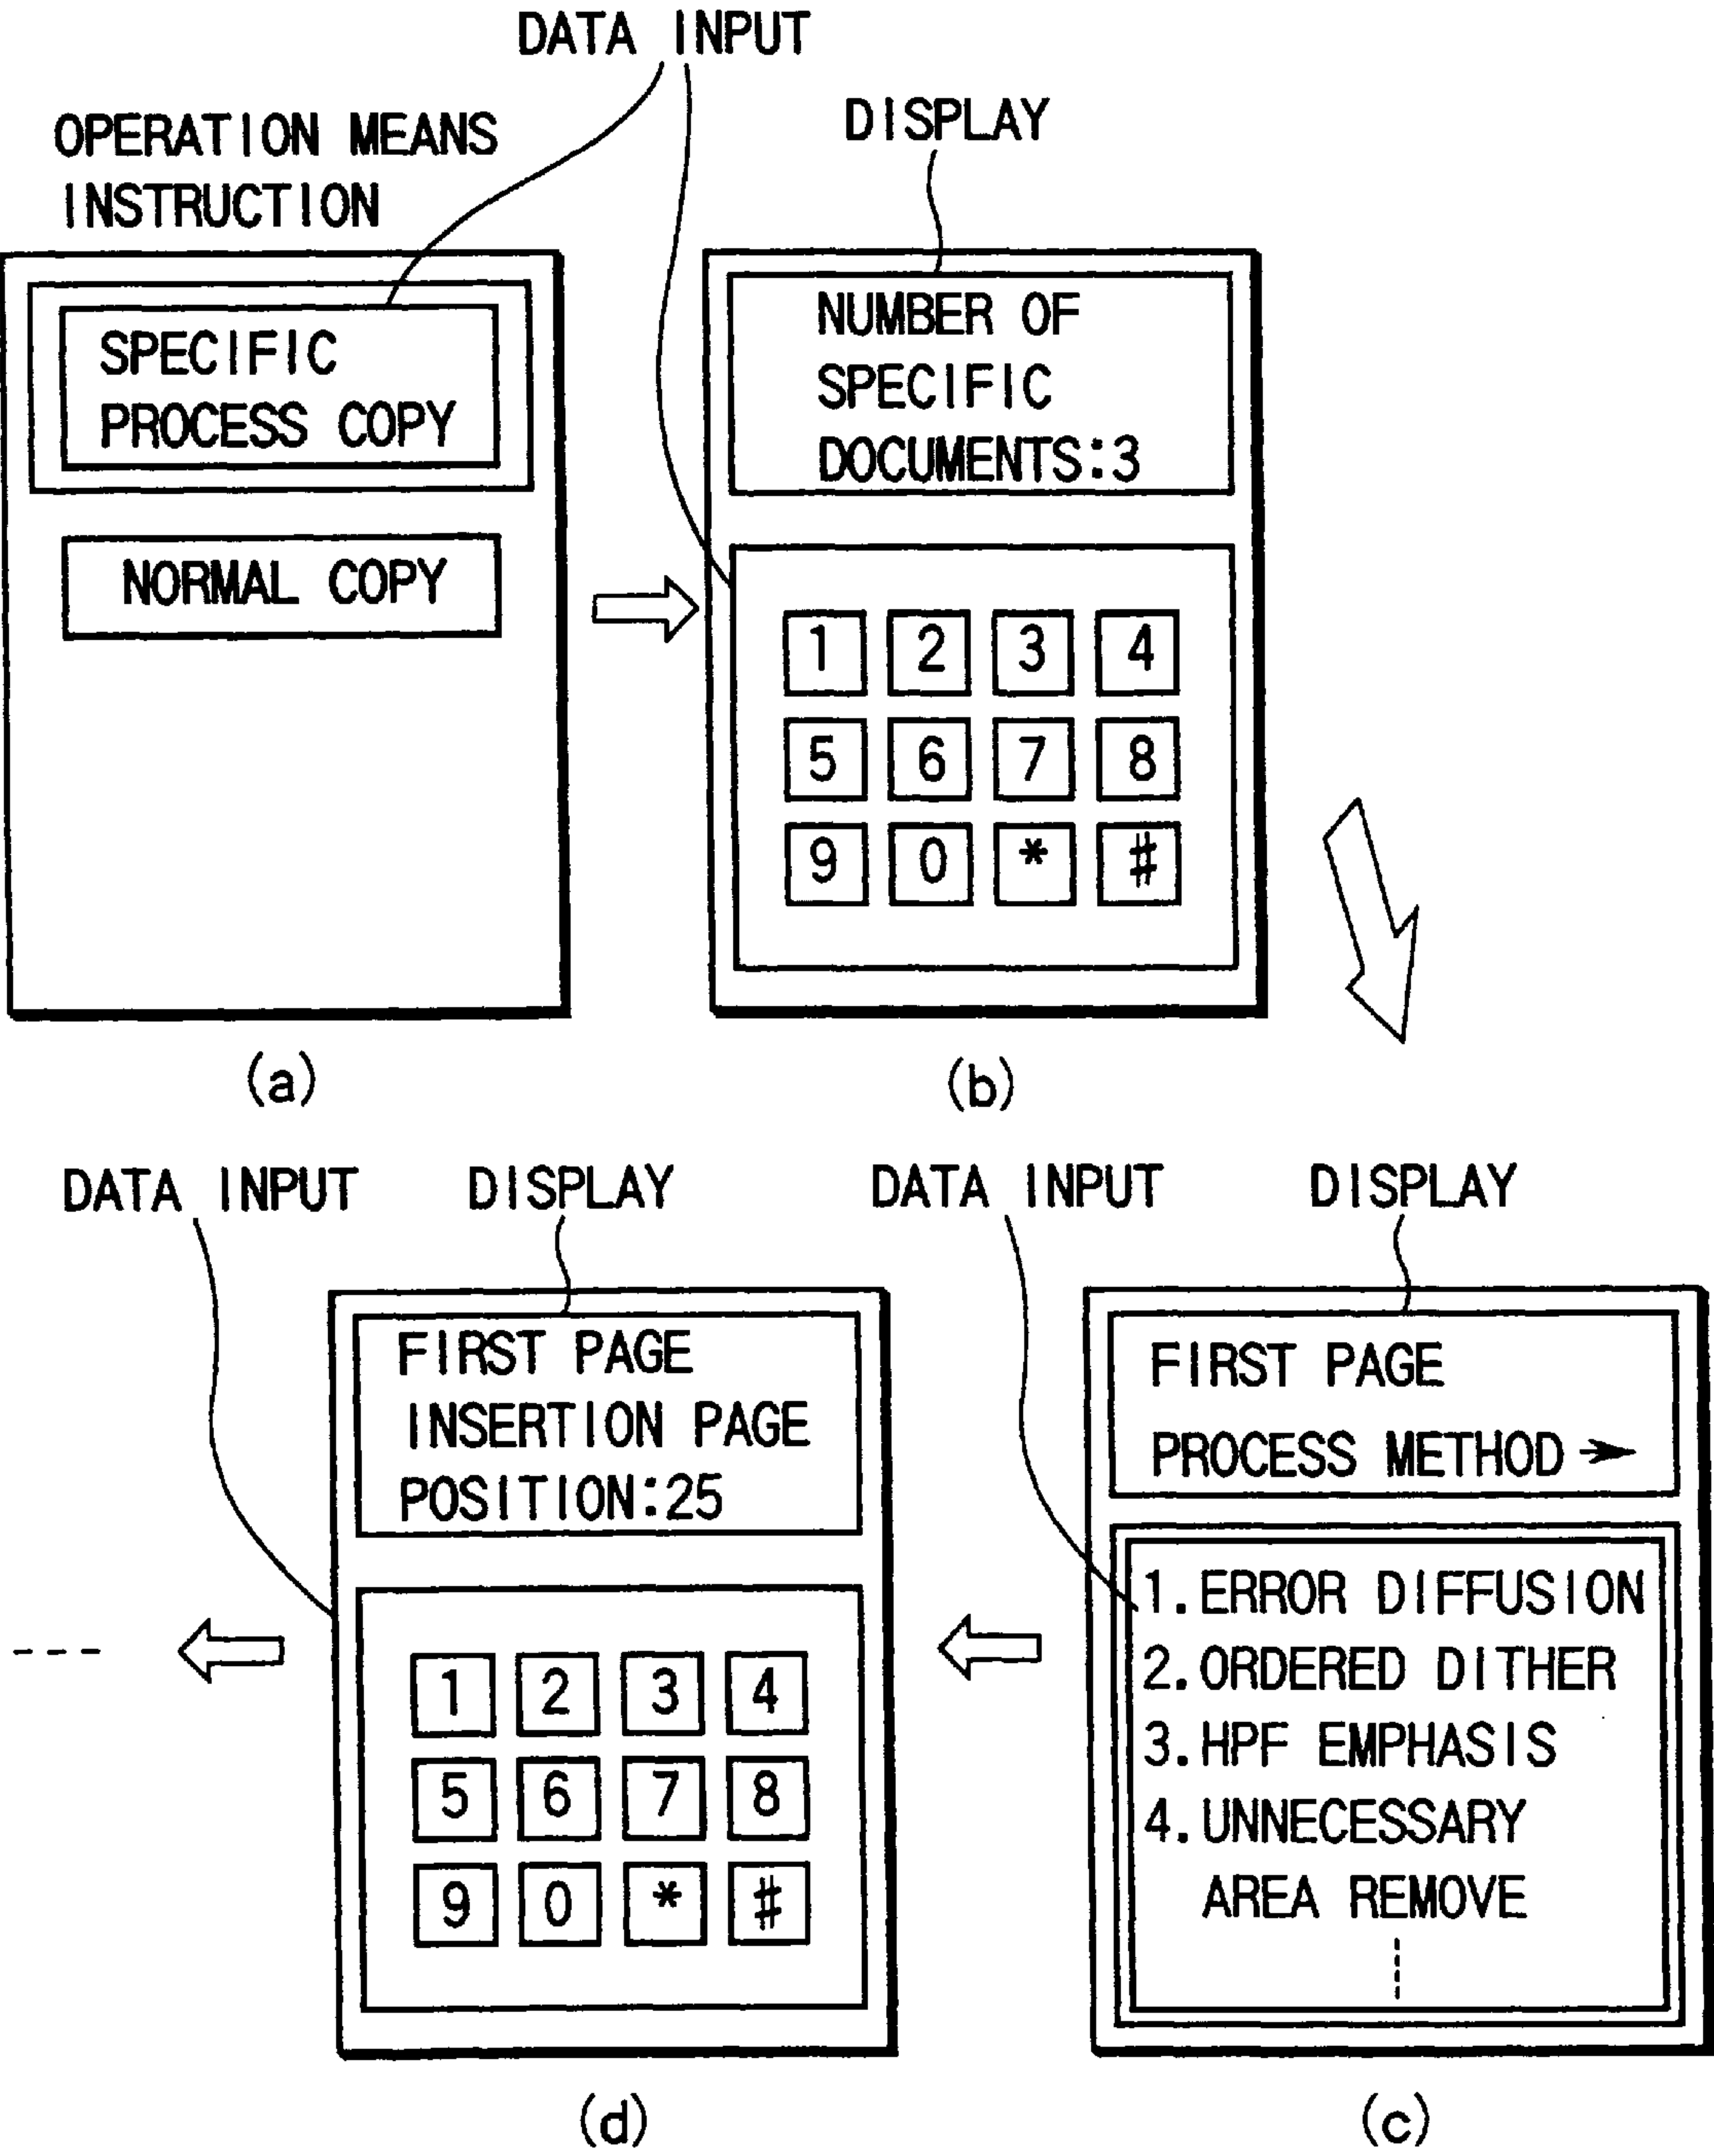 DATA INPUT
OPERATION MEANS
INSTRUCTION
DISPLAY
SPECIFIC
PROCESS COPY
NORMAL COPY
NUMBER OF
SPECIFIC
DOCUMENTS:3
1 2 3 4
5 6 7 8
9 0 * #
(a)
(b)
DATA INPUT
DISPLAY
DATA INPUT
DISPLAY
FIRST PAGE
INSERTION PAGE
POSITION:25
1 2 3 4
5 6 7 8
9 0 * #
FIRST PAGE
PROCESS METHOD →
1. ERROR DIFFUSION
2. ORDERED DITHER
3. HPF EMPHASIS
4. UNNECESSARY
AREA REMOVE
(d)
(c)